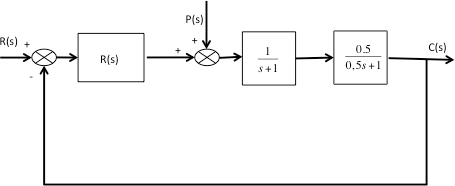 P(s)
R(s)
+
+
+
C(s)
R(s)
1
s+1
0.5
0,5s+1
-